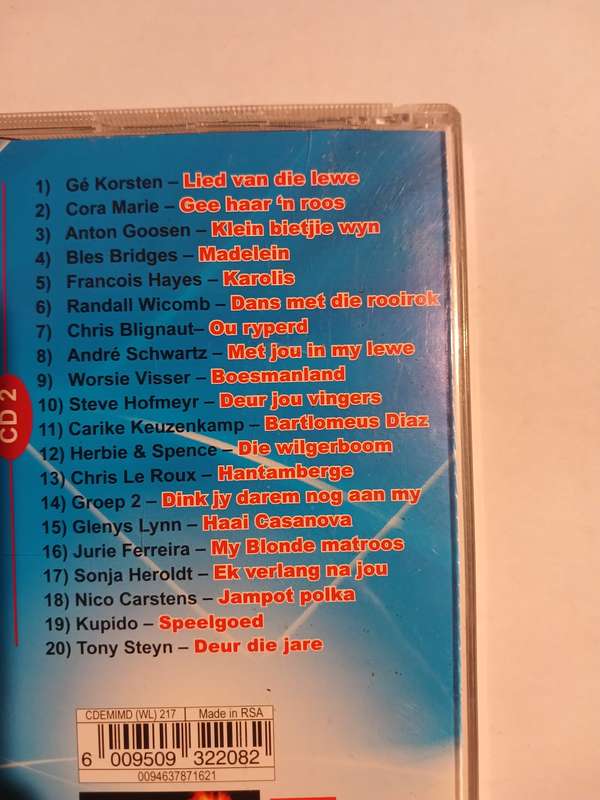 1) Gé Korsten – Lied van die lewe
2) Cora Marie – Gee haar 'n roos
3) Anton Goosen – Klein bietjie wyn
4) Bles Bridges – Madelein
5) Francois Hayes – Karolis
6) Randall Wicomb – Dans met die rooirok
7) Chris Blignaut– Ou ryperd
8) André Schwartz – Met jou in my lewe
9) Worsie Visser – Boesmanland
10) Steve Hofmeyr – Deur jou vingers
11) Carike Keuzenkamp – Bartlomeus Diaz
12) Herbie & Spence – Die wilgerboom
13) Chris Le Roux – Hantamberge
14) Groep 2 – Dink jy darem nog aan my
15) Glenys Lynn – Haai Casanova
16) Jurie Ferreira – My Blonde matroos
17) Sonja Heroldt – Ek verlang na jou
18) Nico Carstens – Jampot polka
19) Kupido – Speelgoed
20) Tony Steyn – Deur die jare
CD 2
CDEMIMD (WL) 217 Made in RSA
6 009509 322082
0094637871621